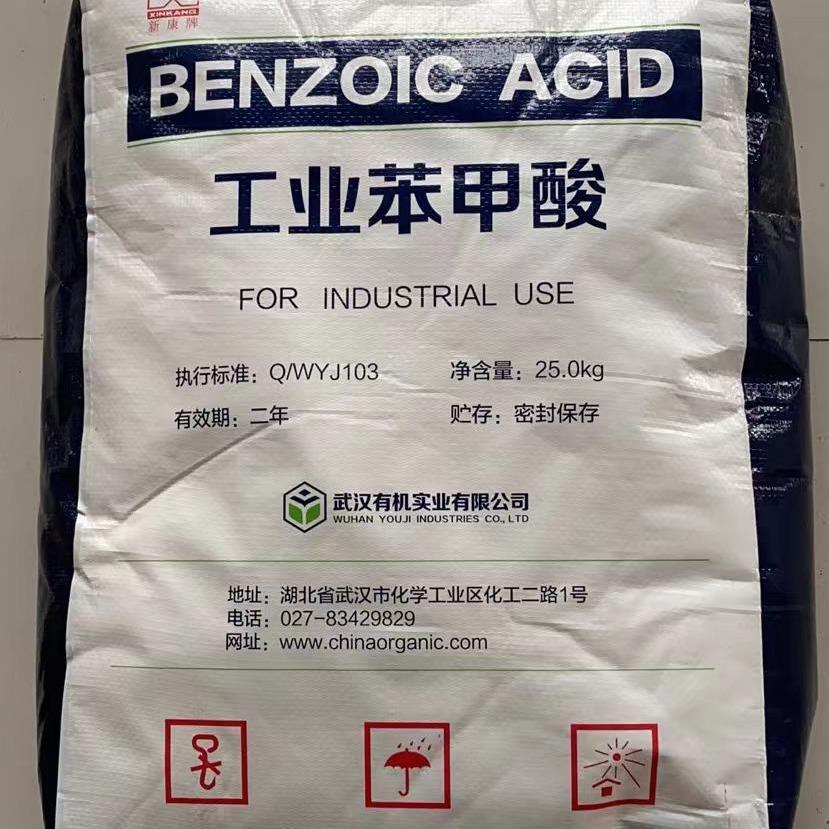 XINKANG
新康牌
BENZOIC ACID
工业苯甲酸
FOR INDUSTRIAL USE
执行标准：Q/WYJ103 净含量：25.0kg
有效期：二年 贮存：密封保存
武汉有机实业有限公司
WUHAN YOUJI INDUSTRIES CO., LTD
地址：湖北省武汉市化学工业区化工二路1号
电话：027-83429829
网址：www.chinaorganic.com